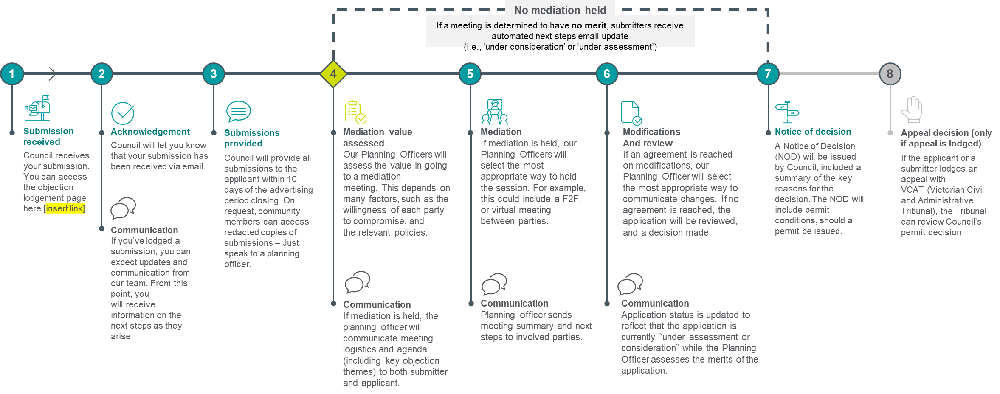 No mediation held
If a meeting is determined to have no merit, submitters receive
automated next steps email update
(i.e., ‘under consideration’ or ‘under assessment’)
1
2
3
4
5
6
7
8
Submission
received
Council receives
your submission.
You can access
the objection
lodgement page
here [insert link]
Acknowledgement
Council will let you know
that your submission has
been received via email.
Communication
If you’ve lodged a
submission, you can
expect updates and
communication from
our team. From this
point, you
will receive
information on the
next steps as they
arise.
Submissions
provided
Council will provide all
submissions to the
applicant within 10
days of the advertising
period closing. On
request, community
members can access
redacted copies of
submissions – Just
speak to a planning
officer.
Mediation value
assessed
Our Planning Officers will
assess the value in going
to a mediation
meeting. This depends on
many factors, such as the
willingness of each party
to compromise, and
the relevant policies.
Communication
If mediation is held, the
planning officer will
communicate meeting
logistics and agenda
(including key objection
themes) to both submitter
and applicant.
Mediation
If mediation is held, our
Planning Officers will
select the most
appropriate way to hold
the session. For example,
this could include a F2F,
or virtual meeting
between parties.
Communication
Planning officer sends
meeting summary and next
steps to involved parties.
Modifications
And review
If an agreement is reached
on modifications, our
Planning Officer will select
the most appropriate way to
communicate changes. If no
agreement is reached, the
application will be reviewed,
and a decision made.
Communication
Application status is updated to
reflect that the application is
currently “under assessment or
consideration” while the Planning
Officer assesses the merits of the
application.
Notice of decision
A Notice of Decision
(NOD) will be issued
by Council, included a
summary of the key
reasons for the
decision. The NOD will
include permit
conditions, should a
permit be issued.
Appeal decision (only
if appeal is lodged)
If the applicant or a
submitter lodges an
appeal with
VCAT (Victorian Civil
and Administrative
Tribunal), the Tribunal
can review Council’s
permit decision